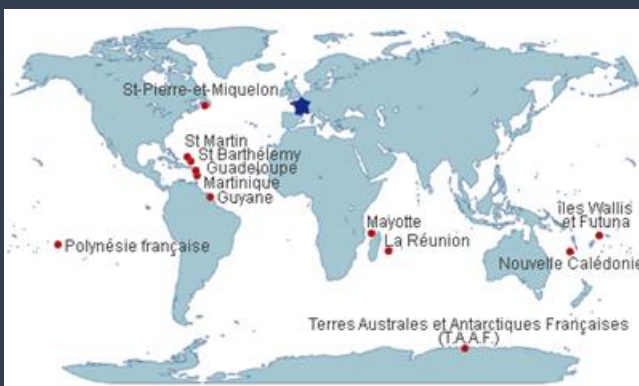 St-Pierre-et-Miquelon
St Martin
St Barthélemy
Guadeloupe
Martinique
Guyane
Polynésie française
Mayotte
La Réunion
îles Wallis
et Futuna
Nouvelle Calédonie
Terres Australes et Antarctiques Françaises
(T.A.A.F.)